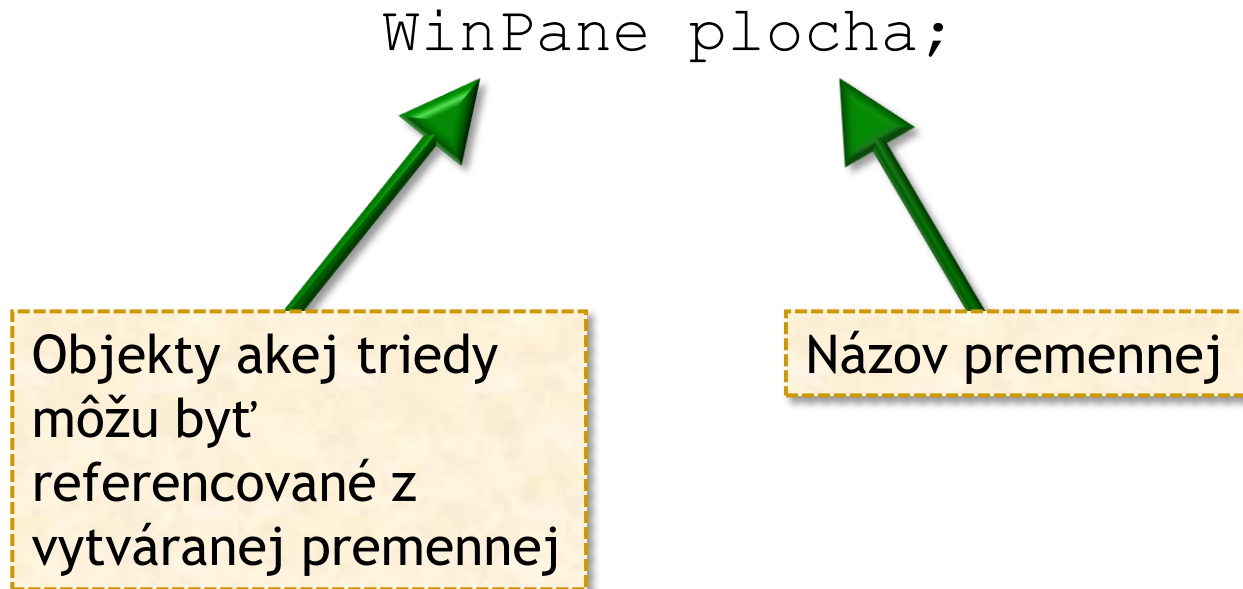 WinPane plocha;
Objekty akej triedy
môžu byť
referencované z
vytváranej premennej
Názov premennej